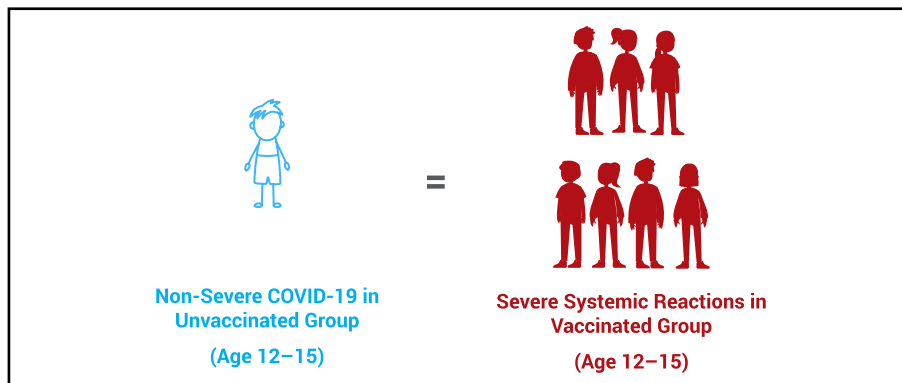 =
Non-Severe COVID-19 in
Unvaccinated Group
(Age 12–15)
Severe Systemic Reactions in
Vaccinated Group
(Age 12–15)